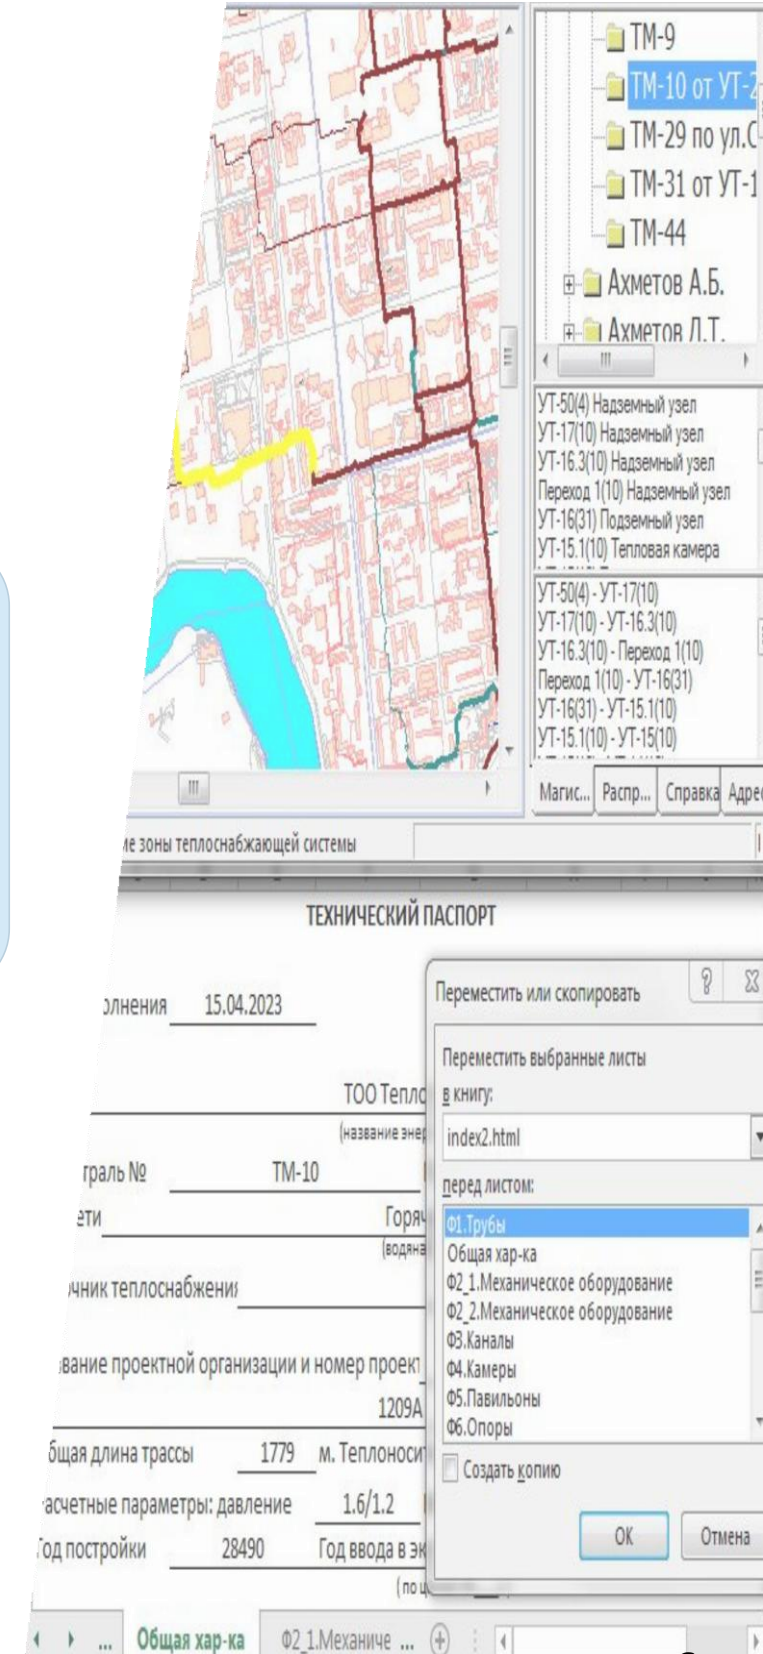 ТМ-9
ТМ-10 от УТ-2
ТМ-29 по ул.С
ТМ-31 от УТ-1
ТМ-44
Ахметов А.Б.
Ахметов Л.Т.
УТ-50(4) Надземный узел
УТ-17(10) Надземный узел
УТ-16.3(10) Надземный узел
Переход 1(10) Надземный узел
УТ-16(31) Подземный узел
УТ-15.1(10) Тепловая камера
УТ-50(4) - УТ-17(10)
УТ-17(10) - УТ-16.3(10)
УТ-16.3(10) - Переход 1(10)
Переход 1(10) - УТ-16(31)
УТ-16(31) - УТ-15.1(10)
УТ-15.1(10) - УТ-15(10)
Магис... Распр... Справка Адрес
ие зоны теплоснабжающей системы
ТЕХНИЧЕСКИЙ ПАСПОРТ
олнения 15.04.2023
ТОО Тепло
(название энер
траль № ТМ-10
ети Горяч
(водяна
очник теплоснабжения
звание проектной организации и номер проект
1209А
бщая длина трассы 1779 м. Теплоноси
асчетные параметры: давление 1.6/1.2
Год постройки 28490 Год ввода в эк
( по ц
Переместить или скопировать
Переместить выбранные листы
в книгу:
index2.html
перед листом:
Ф1.Трубы
Общая хар-ка
Ф2_1.Механическое оборудование
Ф2_2.Механическое оборудование
Ф3.Каналы
Ф4.Камеры
Ф5.Павильоны
Ф6.Опоры
Создать копию
ОК Отмена
... Общая хар-ка Ф2_1.Механиче ...